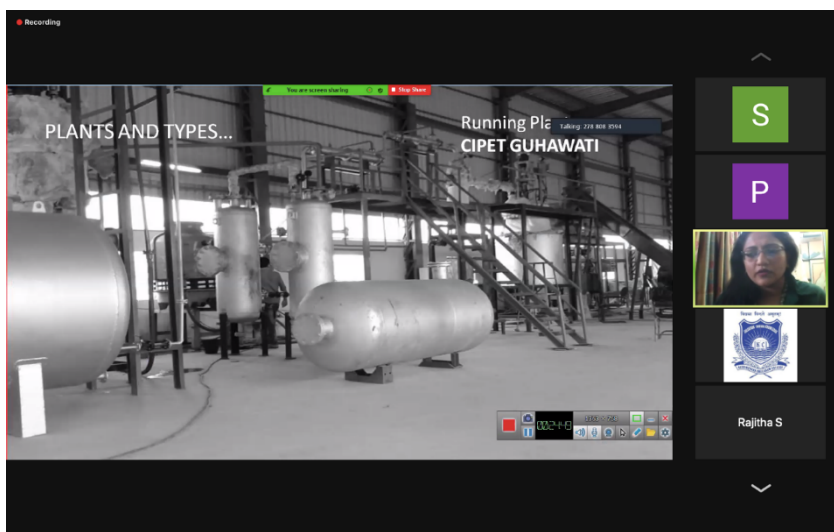 Recording
You are screen sharing
Stop Share
PLANTS AND TYPES...
Running Pla
Talking: 278 808 3594
CIPET GUHAWATI
S
P
Rajitha S